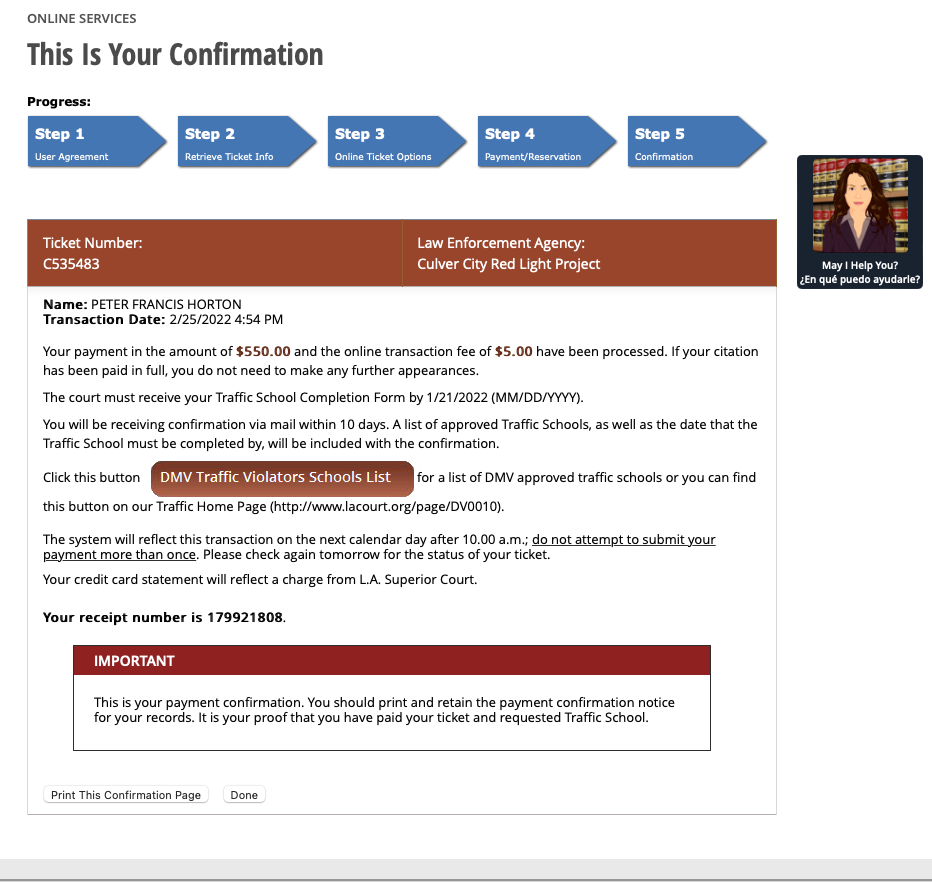 ONLINE SERVICES
This Is Your Confirmation
Progress:
Step 1
User Agreement
Step 2
Retrieve Ticket Info
Step 3
Online Ticket Options
Step 4
Payment/Reservation
Step 5
Confirmation
May I Help You?
¿En qué puedo ayudarle?
Ticket Number:
C535483
Law Enforcement Agency:
Culver City Red Light Project
Name: PETER FRANCIS HORTON
Transaction Date: 2/25/2022 4:54 PM
Your payment in the amount of $550.00 and the online transaction fee of $5.00 have been processed. If your citation
has been paid in full, you do not need to make any further appearances.
The court must receive your Traffic School Completion Form by 1/21/2022 (MM/DD/YYYY).
You will be receiving confirmation via mail within 10 days. A list of approved Traffic Schools, as well as the date that the
Traffic School must be completed by, will be included with the confirmation.
Click this button DMV Traffic Violators Schools List for a list of DMV approved traffic schools or you can find
this button on our Traffic Home Page (http://www.lacourt.org/page/DV0010).
The system will reflect this transaction on the next calendar day after 10.00 a.m.; do not attempt to submit your
payment more than once. Please check again tomorrow for the status of your ticket.
Your credit card statement will reflect a charge from L.A. Superior Court.
Your receipt number is 179921808.
IMPORTANT
This is your payment confirmation. You should print and retain the payment confirmation notice
for your records. It is your proof that you have paid your ticket and requested Traffic School.
Print This Confirmation Page
Done